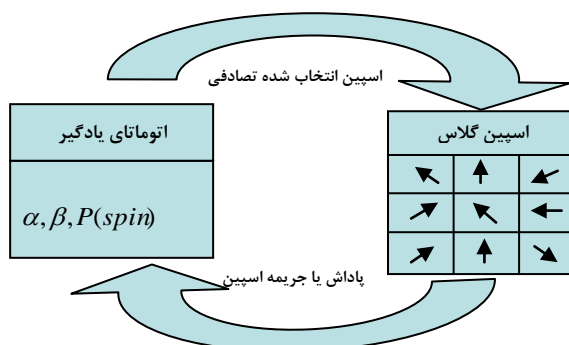 اسپین انتخاب شده تصادفی
اتوماتای یادگیر
اسپین گلاس
α, β, P(spin)
پاداش یا جریمه اسپین